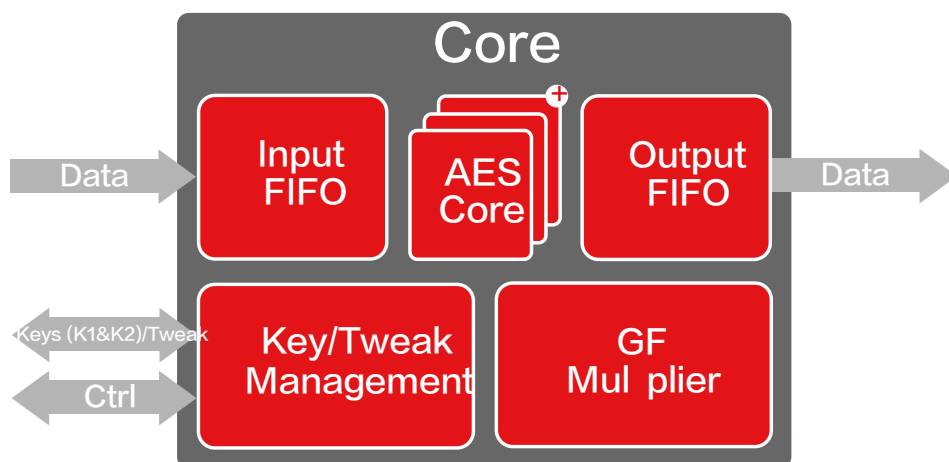 Core
Input
FIFO
+
AES
Core
Output
FIFO
Data
Data
Keys (K1&K2)/Tweak
Ctrl
Key/Tweak
Management
GF
Mul plier